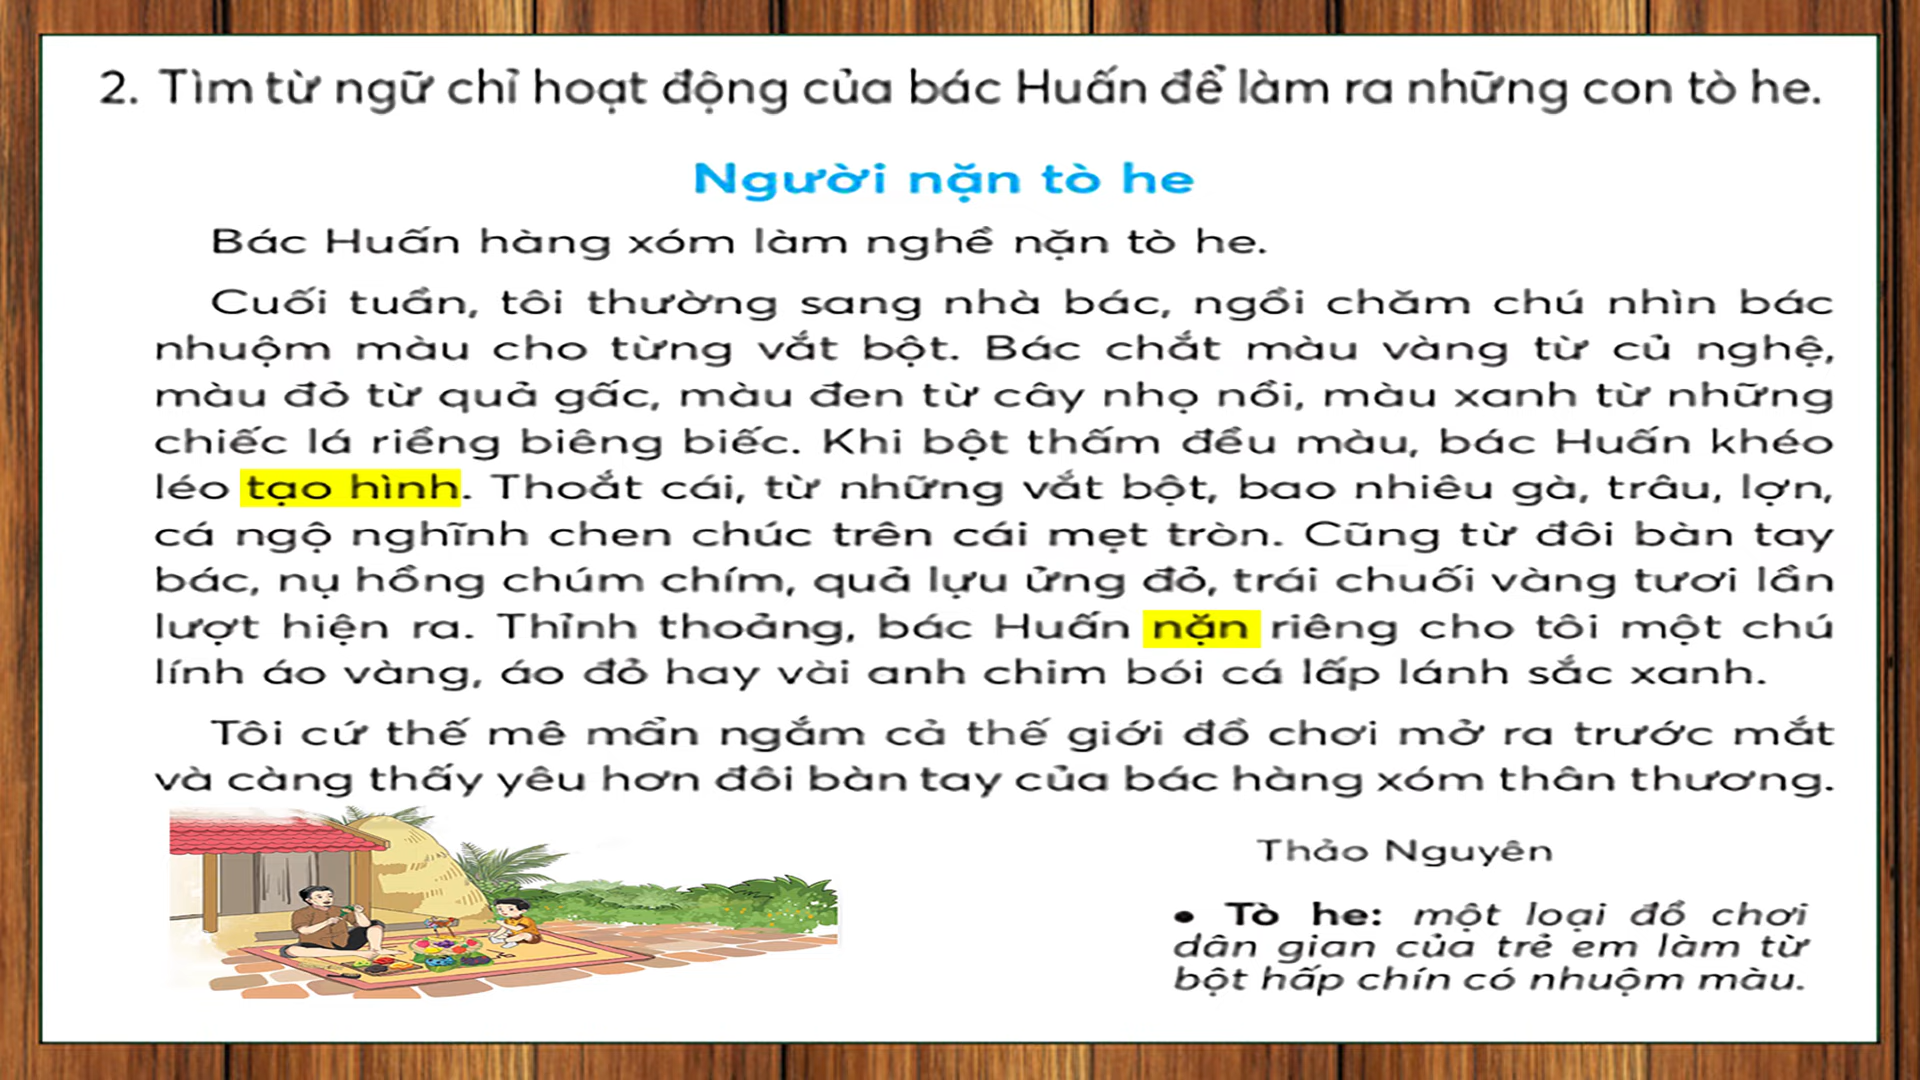 2. Tìm từ ngữ chỉ hoạt động của bác Huấn để làm ra những con tò he.
Người nặn tò he
Bác Huấn hàng xóm làm nghề nặn tò he.
Cuối tuần, tôi thường sang nhà bác, ngồi chăm chú nhìn bác
nhuộm màu cho từng vắt bột. Bác chắt màu vàng từ củ nghệ,
màu đỏ từ quả gấc, màu đen từ cây nhọ nồi, màu xanh từ những
chiếc lá riềng biêng biếc. Khi bột thấm đều màu, bác Huấn khéo
léo tạo hình. Thoắt cái, từ những vắt bột, bao nhiêu gà, trâu, lợn,
cá ngộ nghĩnh chen chúc trên cái mẹt tròn. Cũng từ đôi bàn tay
bác, nụ hồng chúm chím, quả lựu ửng đỏ, trái chuối vàng tươi lần
lượt hiện ra. Thỉnh thoảng, bác Huấn nặn riêng cho tôi một chú
lính áo vàng, áo đỏ hay vài anh chim bói cá lấp lánh sắc xanh.
Tôi cứ thế mê mẩn ngắm cả thế giới đồ chơi mở ra trước mắt
và càng thấy yêu hơn đôi bàn tay của bác hàng xóm thân thương.
Thảo Nguyên
• Tò he: một loại đồ chơi
dân gian của trẻ em làm từ
bột hấp chín có nhuộm màu.